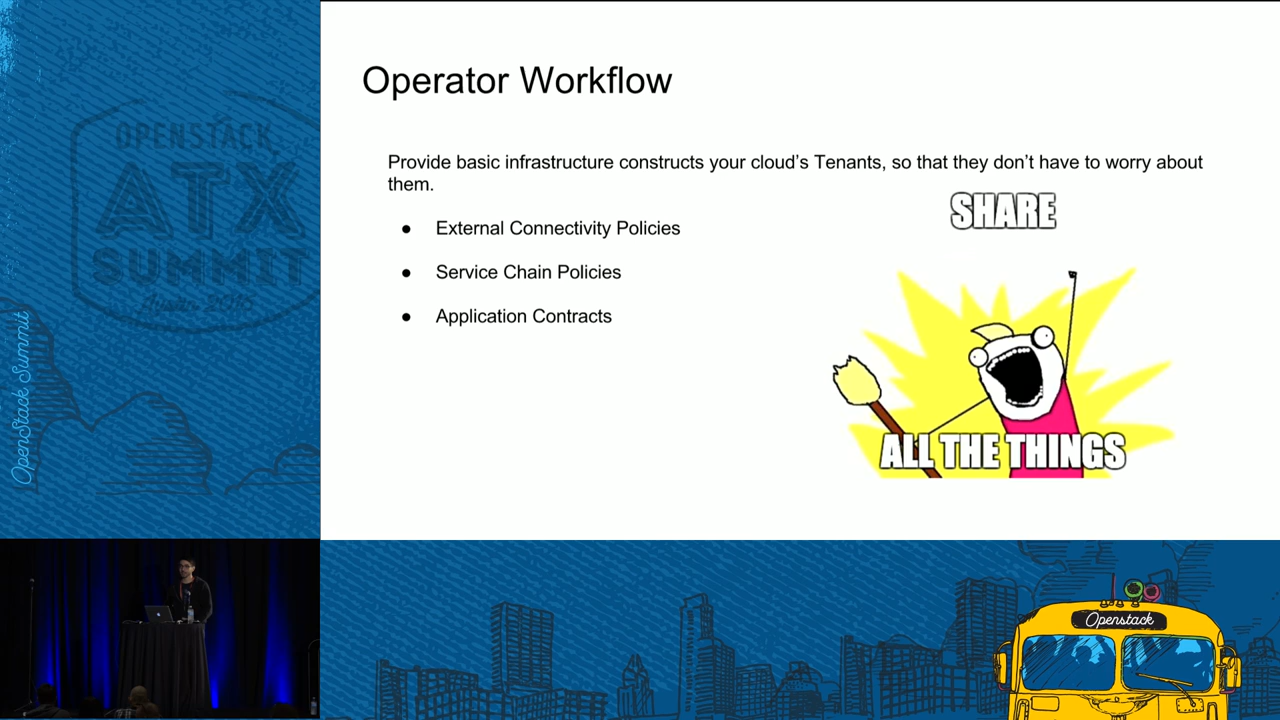 Operator Workflow
Provide basic infrastructure constructs your cloud's Tenants, so that they don't have to worry about
them.
● External Connectivity Policies
● Service Chain Policies
● Application Contracts
SHARE
ALL THE THINGS
OPENSTACK
ATX
SUMMIT
Austin 2016
OpenStack Summit
Openstack